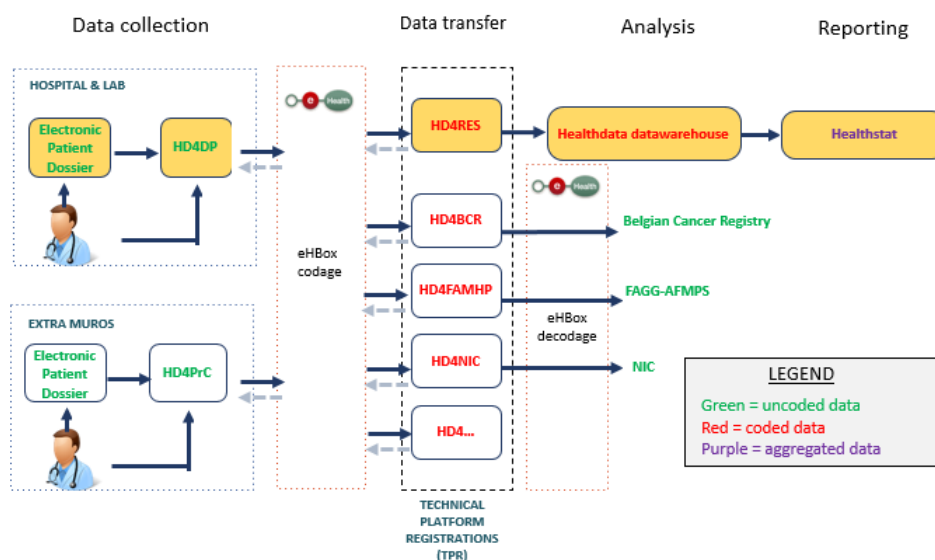 Data collection
Data transfer
Analysis
Reporting
HOSPITAL & LAB
Electronic
Patient
Dossier
HD4DP
e Health
HD4RES
Healthdata datawarehouse
Healthstat
e Health
HD4BCR
Belgian Cancer Registry
eHBox
codage
HD4FAMHP
FAGG-AFMPS
eHBox
decodage
EXTRA MUROS
Electronic
Patient
Dossier
HD4PrC
HD4NIC
NIC
HD4...
LEGEND
Green = uncoded data
Red = coded data
Purple = aggregated data
TECHNICAL
PLATFORM
REGISTRATIONS
(TPR)